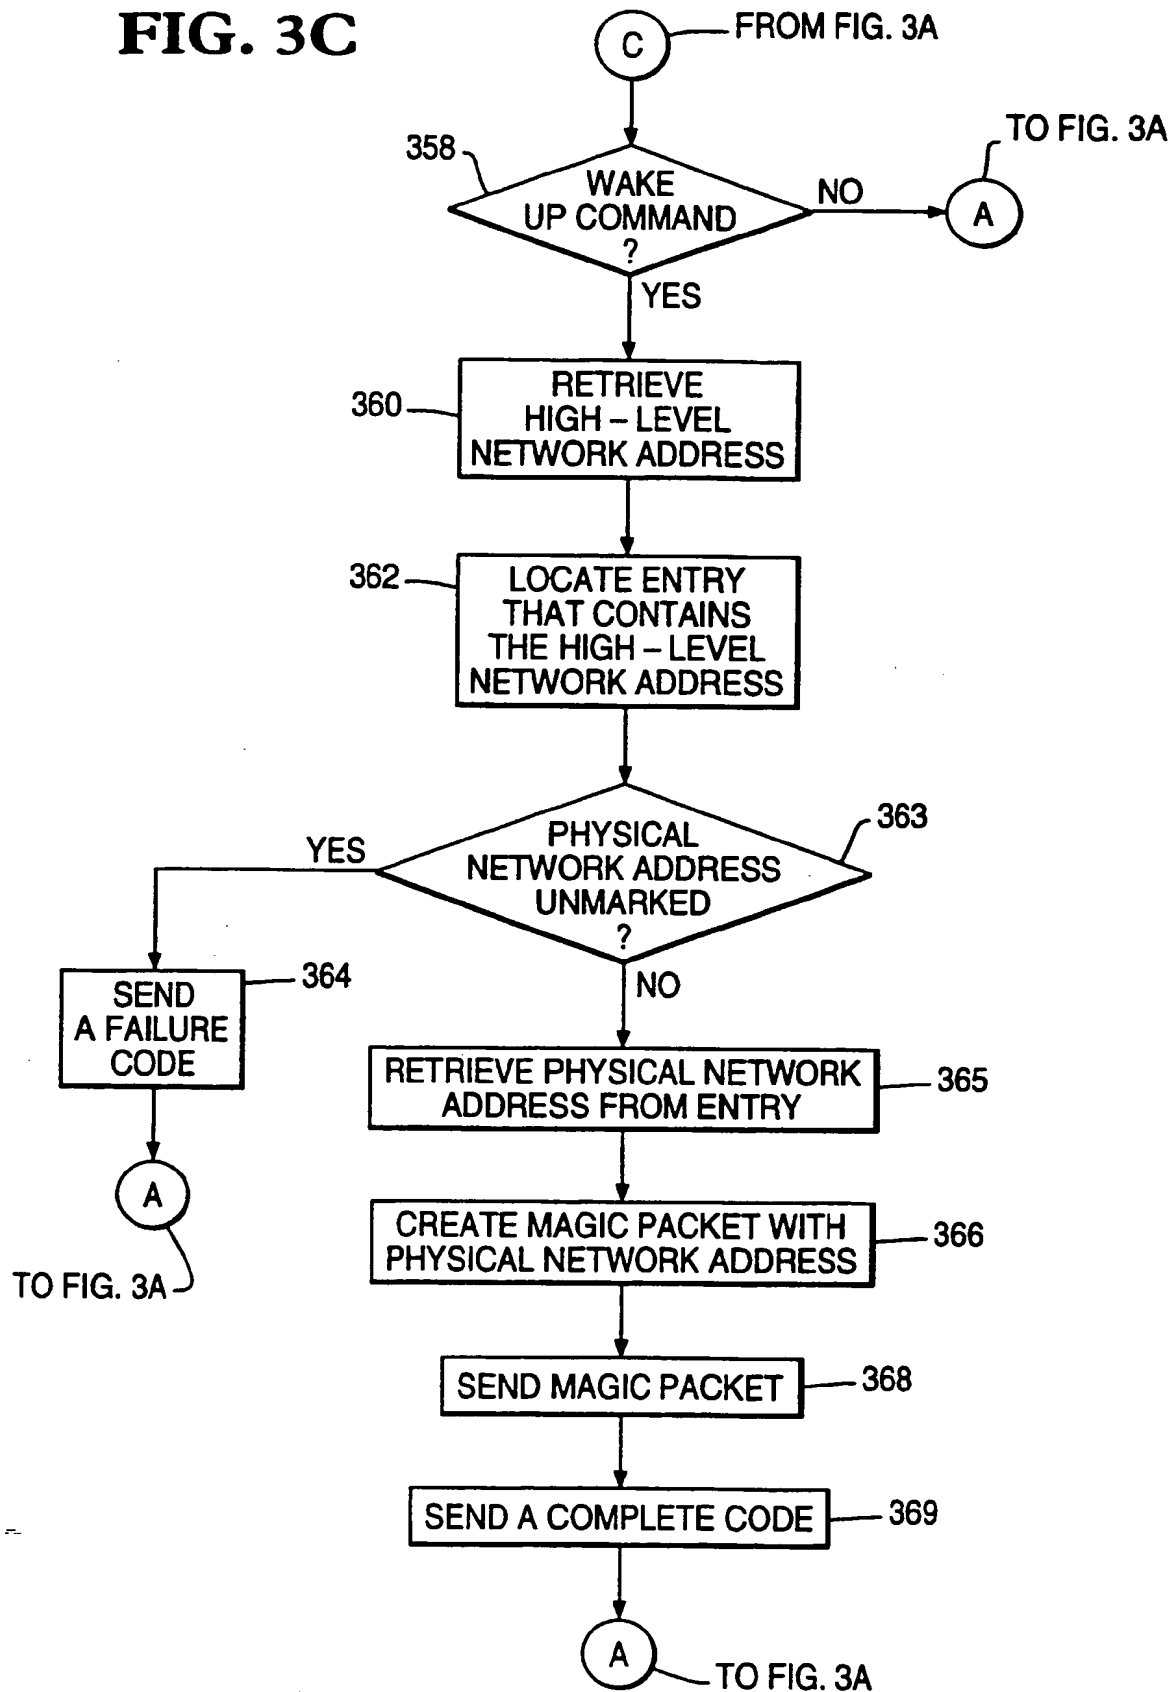 FIG. 3C
C
FROM FIG. 3A
TO FIG. 3A
358
WAKE
UP COMMAND
?
NO
A
YES
360
RETRIEVE
HIGH – LEVEL
NETWORK ADDRESS
362
LOCATE ENTRY
THAT CONTAINS
THE HIGH – LEVEL
NETWORK ADDRESS
363
PHYSICAL
NETWORK ADDRESS
UNMARKED
?
YES
NO
364
SEND
A FAILURE
CODE
A
TO FIG. 3A
RETRIEVE PHYSICAL NETWORK
ADDRESS FROM ENTRY
365
CREATE MAGIC PACKET WITH
PHYSICAL NETWORK ADDRESS
366
SEND MAGIC PACKET
368
SEND A COMPLETE CODE
369
A
TO FIG. 3A